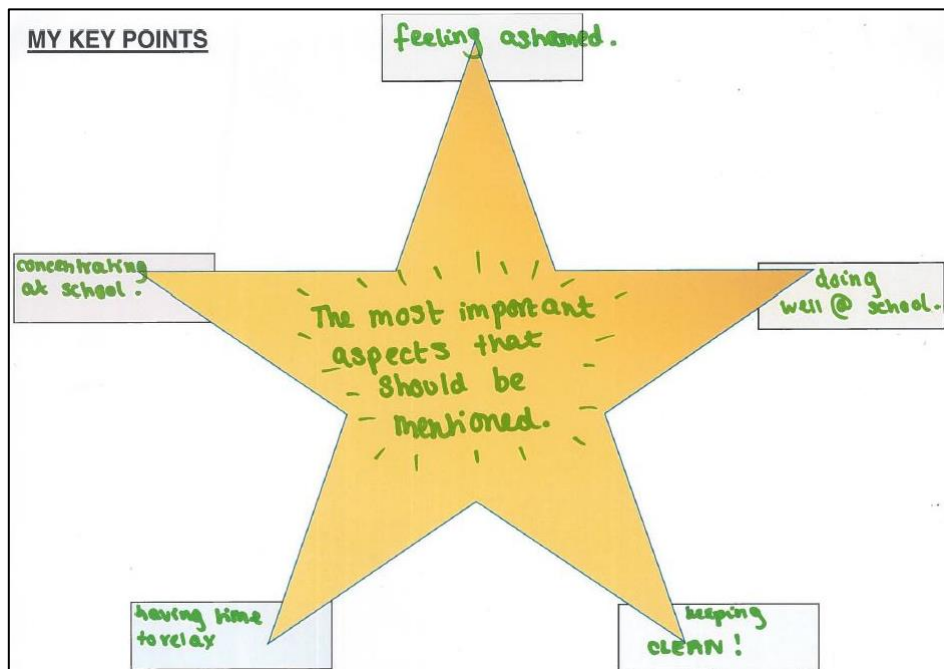 MY KEY POINTS
feeling ashamed.
concentrating
at school!
doing
well @ school.
The most important
aspects that
should be
mentioned.
having time
to relax
keeping
CLEAN!